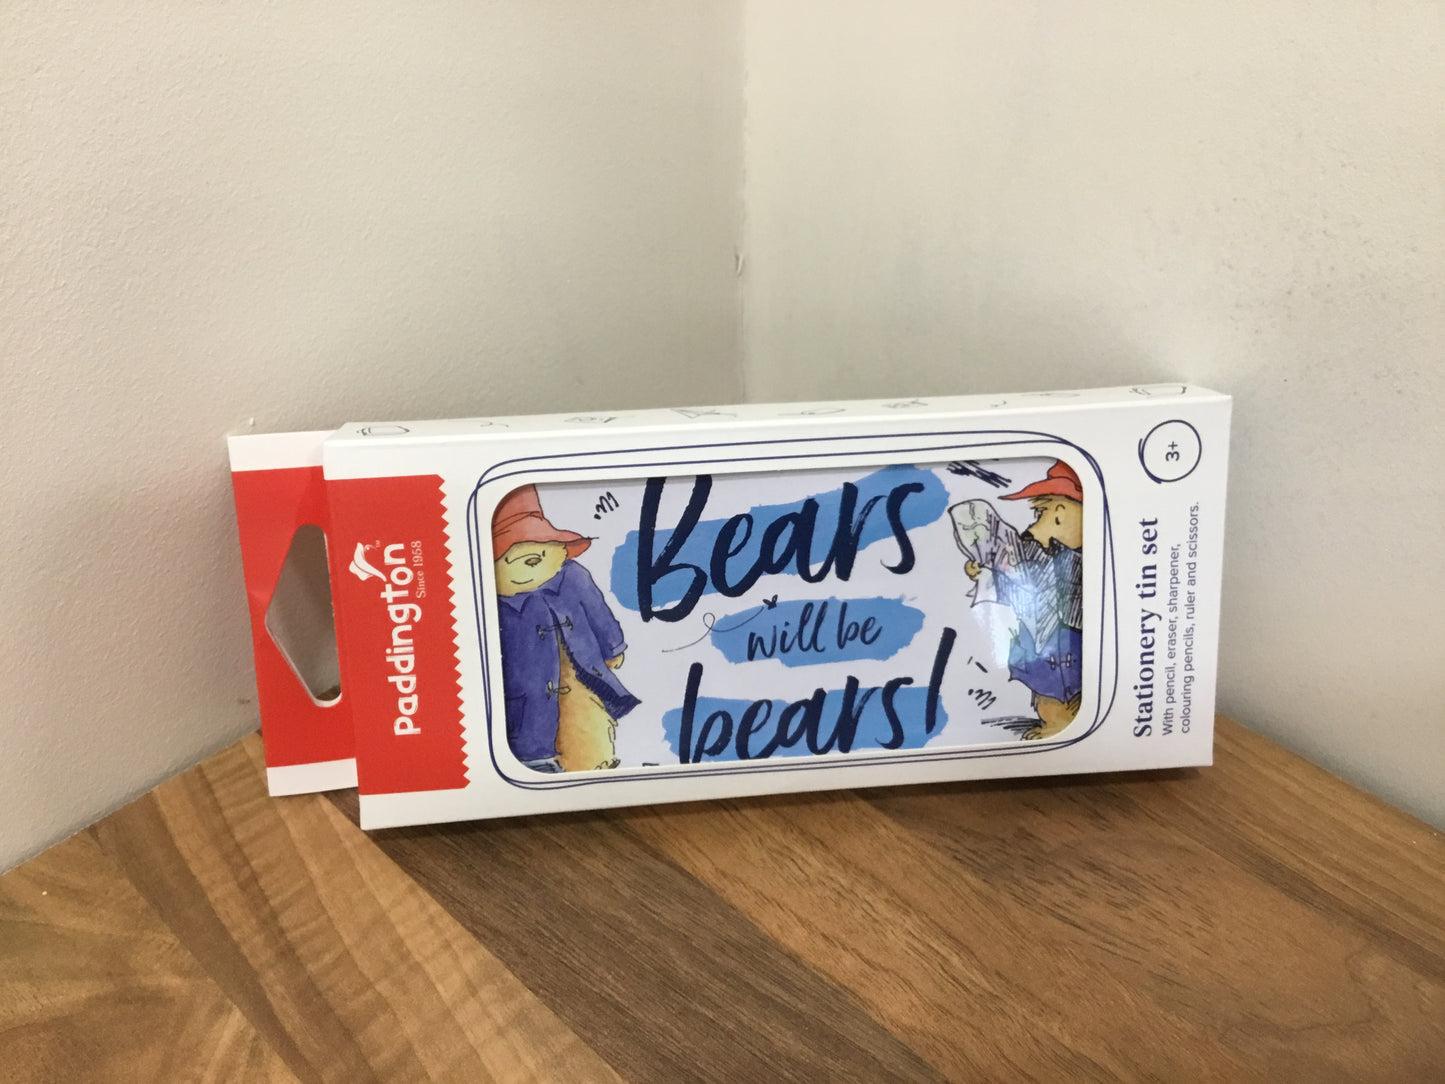 Paddington™
Since 1958
Bears
will be
bears!
3+
Stationery tin set
With pencil, eraser, sharpener,
colouring pencils, ruler and scissors.